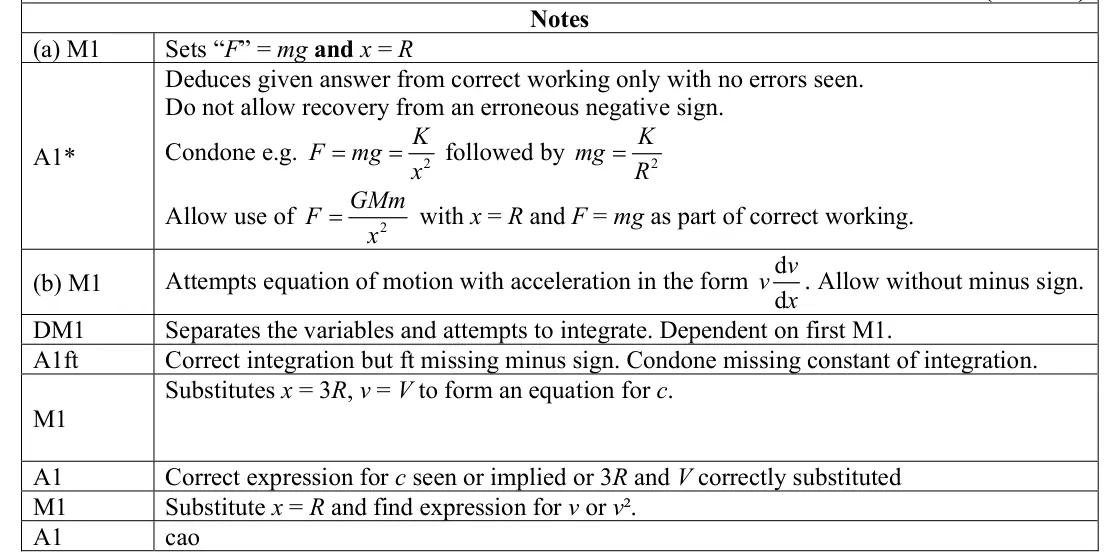 Notes
(a) M1 Sets “F” = mg and x = R
Deduces given answer from correct working only with no errors seen.
Do not allow recovery from an erroneous negative sign.
A1* Condone e.g. F = mg = K/x² followed by mg = K/R²
Allow use of F = GMm/x² with x = R and F = mg as part of correct working.
(b) M1 Attempts equation of motion with acceleration in the form v dv/dx . Allow without minus sign.
DM1 Separates the variables and attempts to integrate. Dependent on first M1.
A1ft Correct integration but ft missing minus sign. Condone missing constant of integration.
Substitutes x = 3R, v = V to form an equation for c.
M1
A1 Correct expression for c seen or implied or 3R and V correctly substituted
M1 Substitute x = R and find expression for v or v².
A1 cao